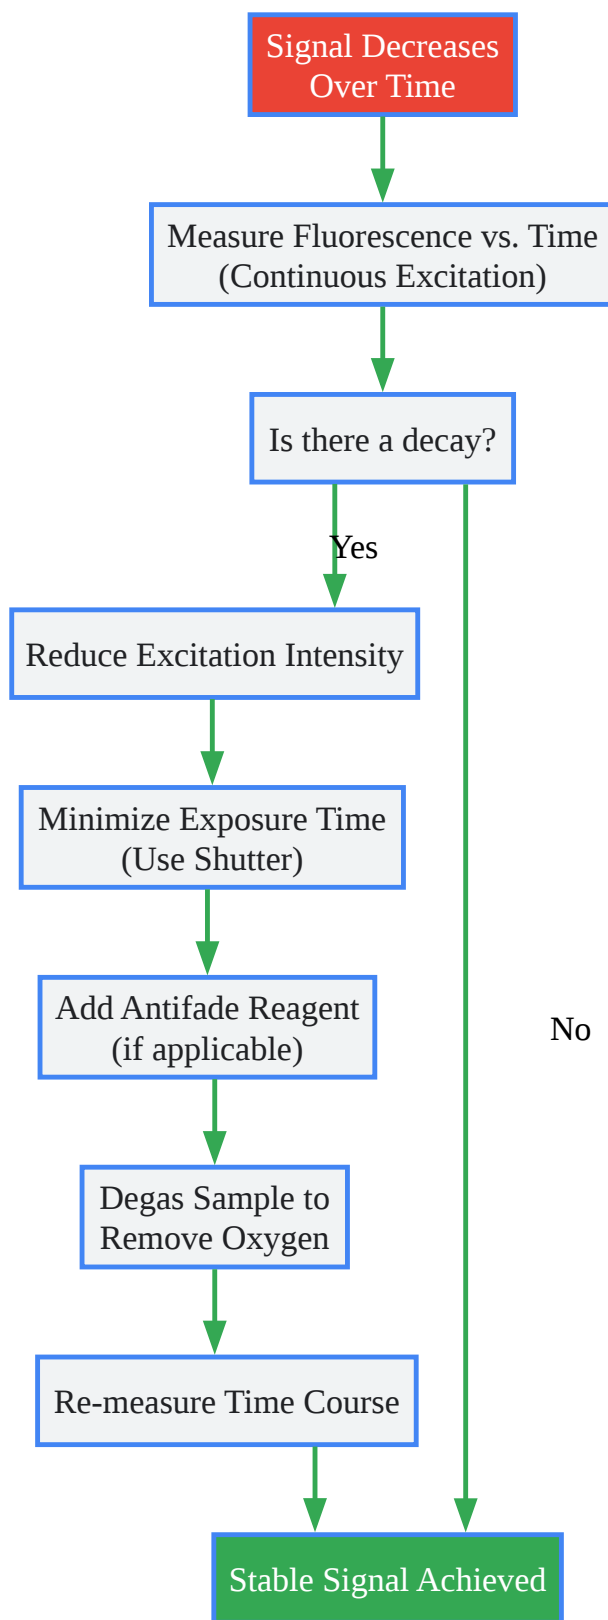 Signal Decreases
Over Time
Measure Fluorescence vs. Time
(Continuous Excitation)
Is there a decay?
Yes
Reduce Excitation Intensity
Minimize Exposure Time
(Use Shutter)
Add Antifade Reagent
(if applicable)
No
Degas Sample to
Remove Oxygen
Re-measure Time Course
Stable Signal Achieved